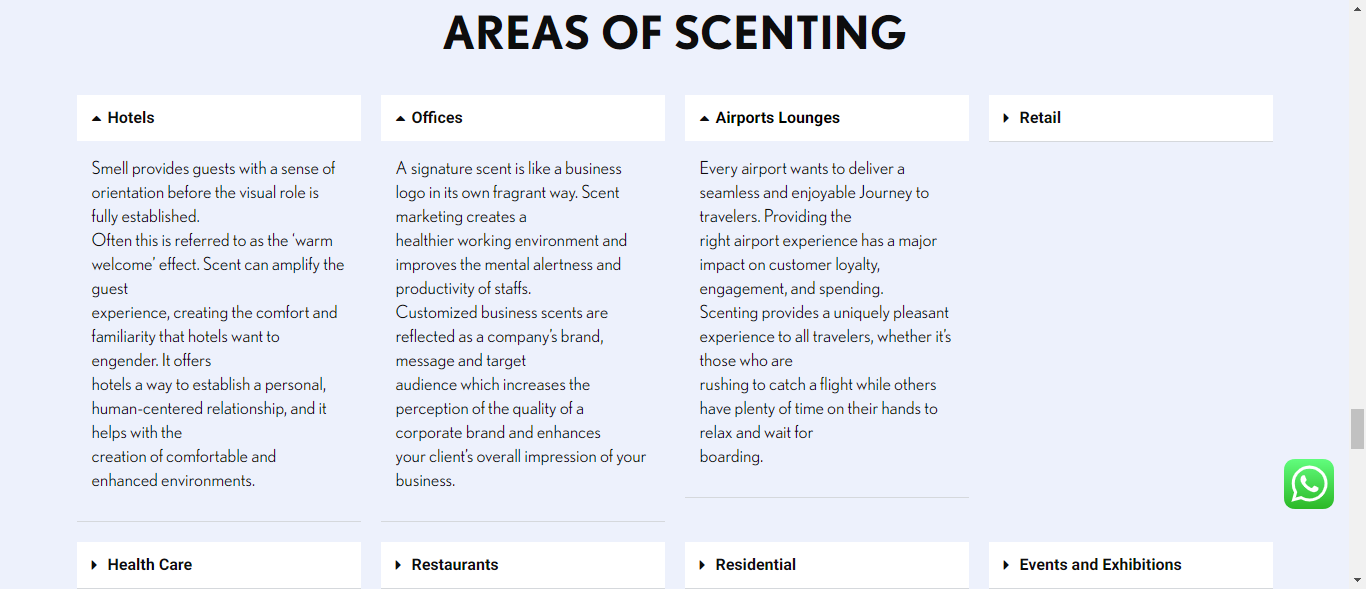 AREAS OF SCENTING
Hotels
Smell provides guests with a sense of
orientation before the visual role is
fully established.
Often this is referred to as the ‘warm
welcome’ effect. Scent can amplify the
guest
experience, creating the comfort and
familiarity that hotels want to
engender. It offers
hotels a way to establish a personal,
human-centered relationship, and it
helps with the
creation of comfortable and
enhanced environments.
Offices
A signature scent is like a business
logo in its own fragrant way. Scent
marketing creates a
healthier working environment and
improves the mental alertness and
productivity of staffs.
Customized business scents are
reflected as a company’s brand,
message and target
audience which increases the
perception of the quality of a
corporate brand and enhances
your client’s overall impression of your
business.
Airports Lounges
Every airport wants to deliver a
seamless and enjoyable Journey to
travelers. Providing the
right airport experience has a major
impact on customer loyalty,
engagement, and spending.
Scenting provides a uniquely pleasant
experience to all travelers, whether it’s
those who are
rushing to catch a flight while others
have plenty of time on their hands to
relax and wait for
boarding.
Retail
Health Care
Restaurants
Residential
Events and Exhibitions